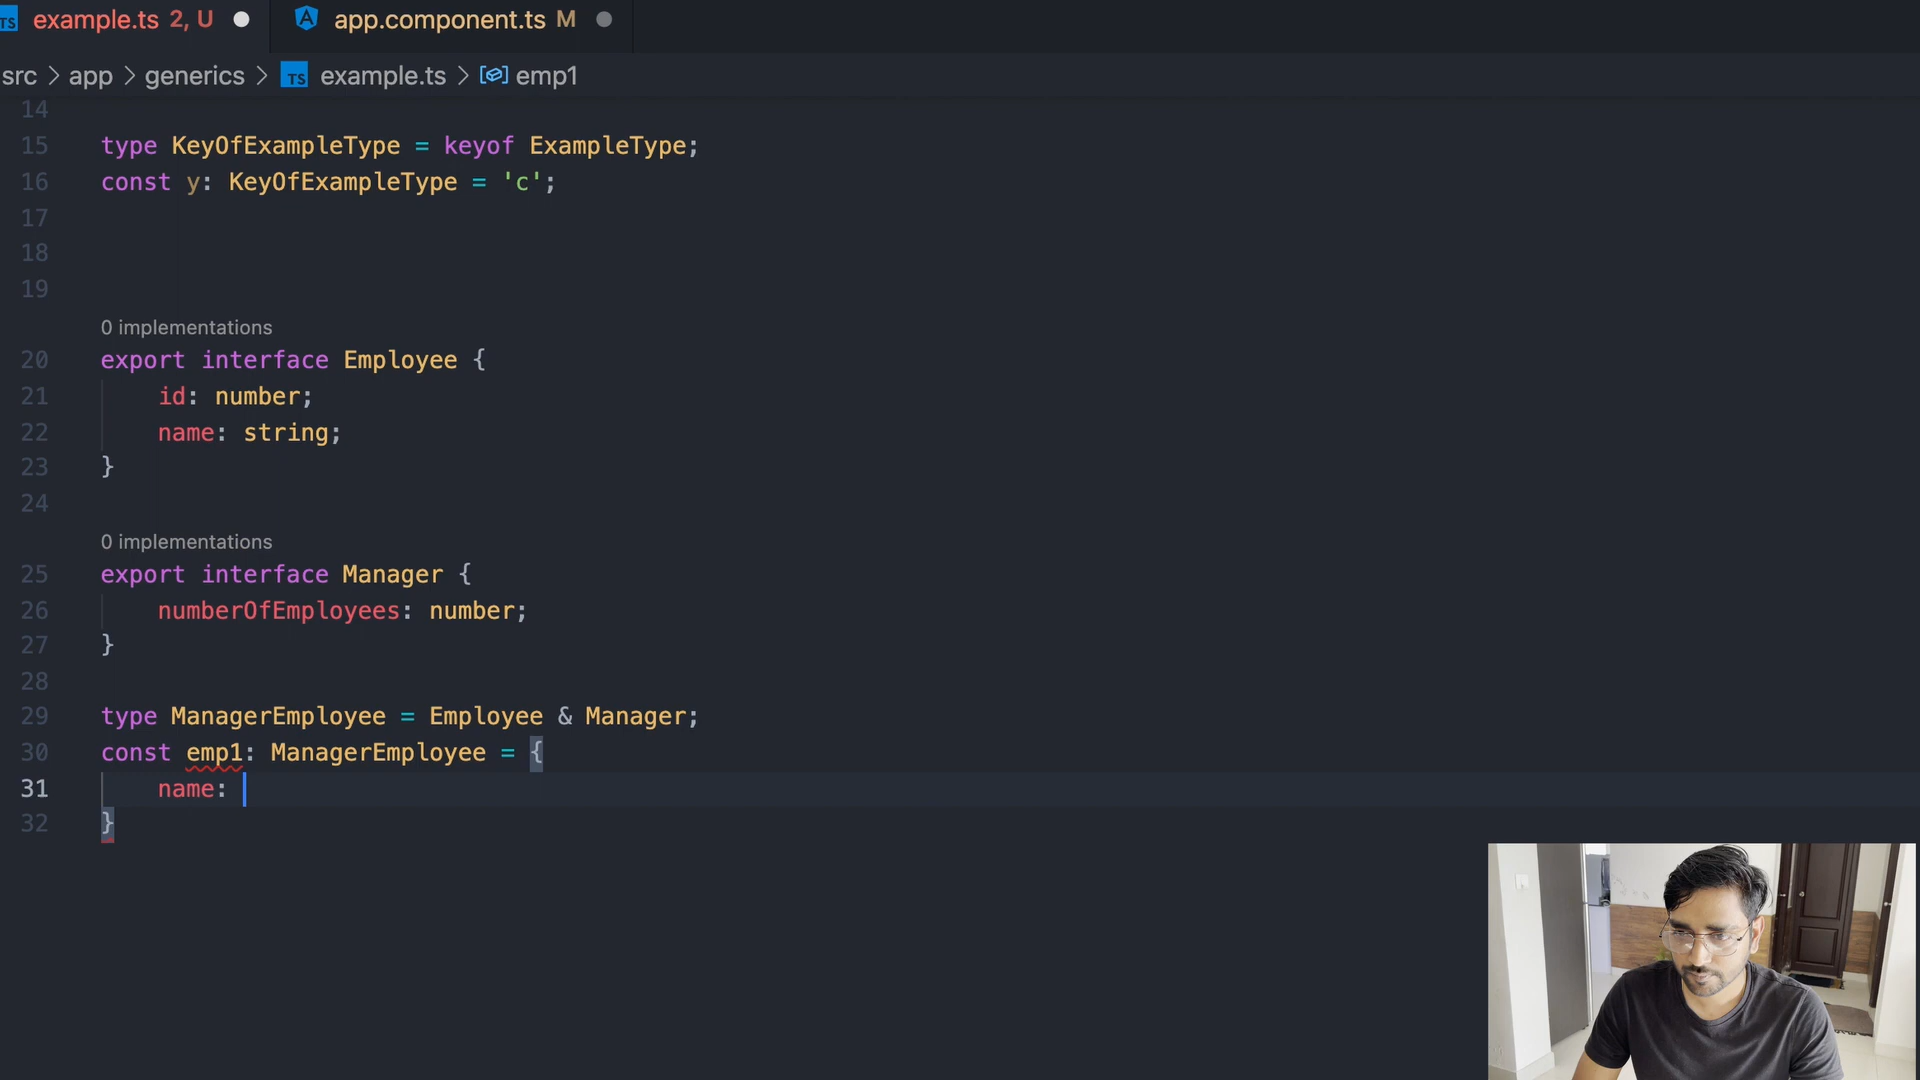 TS example.ts 2, U app.component.ts M
src > app > generics > TS example.ts > emp1
14
15 type KeyOfExampleType = keyof ExampleType;
16 const y: KeyOfExampleType = 'c';
17
18
19
0 implementations
20 export interface Employee {
21 id: number;
22 name: string;
23 }
24
0 implementations
25 export interface Manager {
26 numberOfEmployees: number;
27 }
28
29 type ManagerEmployee = Employee & Manager;
30 const emp1: ManagerEmployee = {
31 name:
32 }